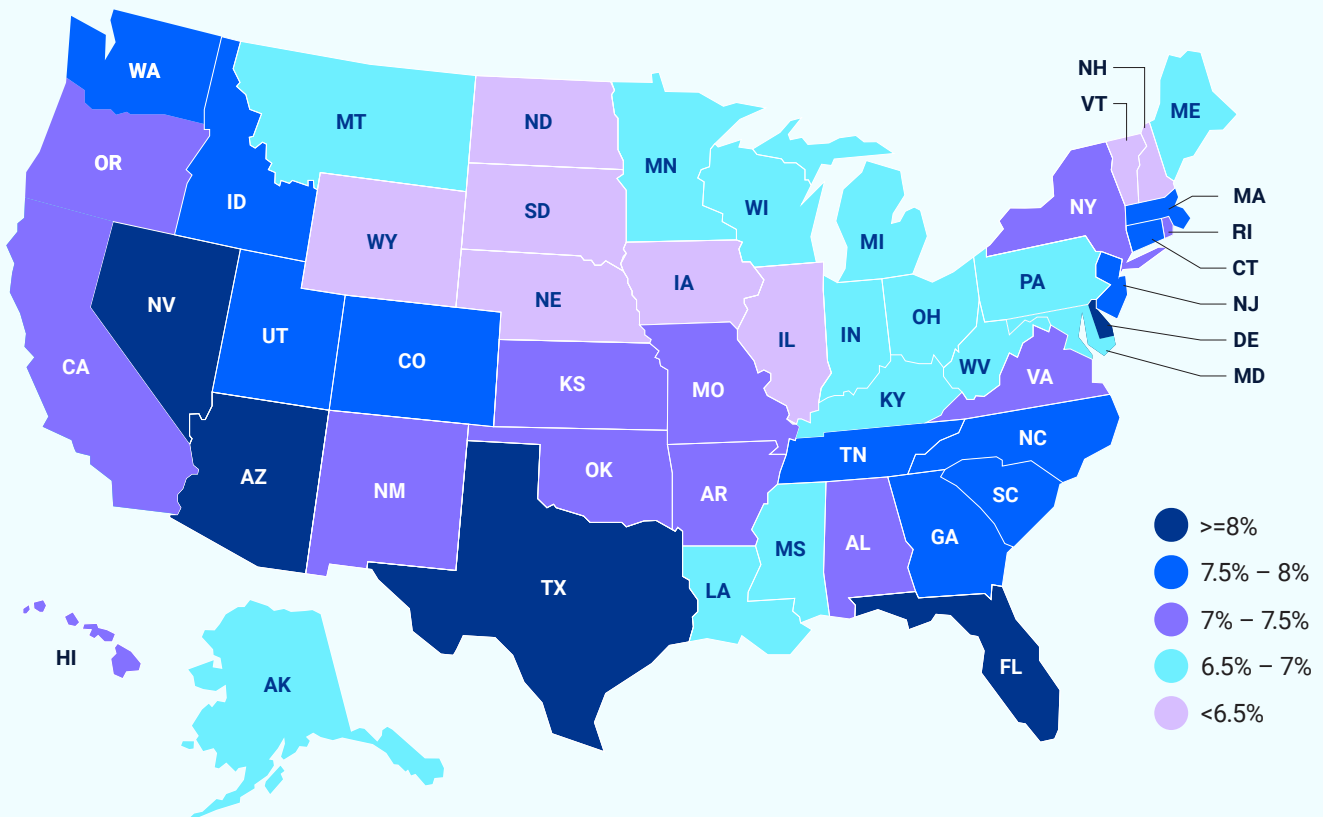 NH
WA
VT
ME
MT
ND
OR
MN
ID
SD
WI
NY
MA
MI
RI
WY
CT
NV
NE
IA
PA
NJ
UT
OH
IL
IN
DE
CO
CA
WV
MD
KS
MO
KY
VA
NC
TN
AZ
OK
NM
AR
SC
>=8%
GA
MS
AL
7.5% – 8%
TX
LA
7% – 7.5%
HI
FL
6.5% – 7%
AK
<6.5%